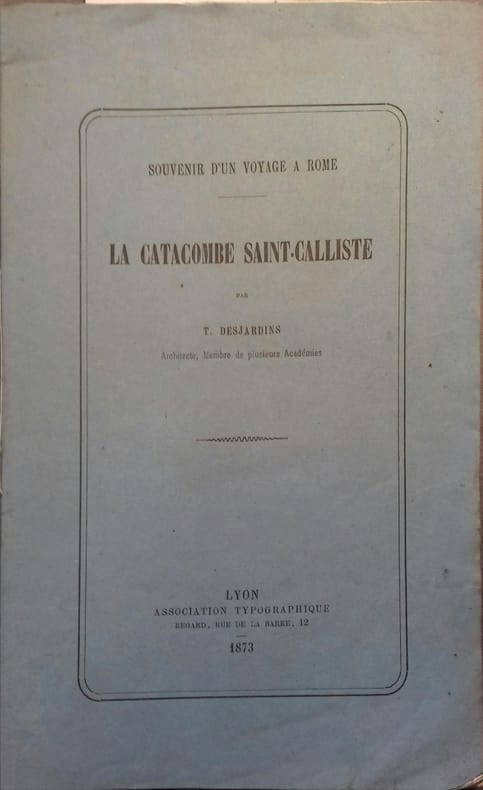 SOUVENIR D'UN VOYAGE A ROME
LA CATACOMBE SAINT-CALLISTE
PAR
T. DESJARDINS
Architecte, Membre de plusieurs Académies
LYON
ASSOCIATION TYPOGRAPHIQUE
REGARD, RUE DE LA BARRE, 12
1873